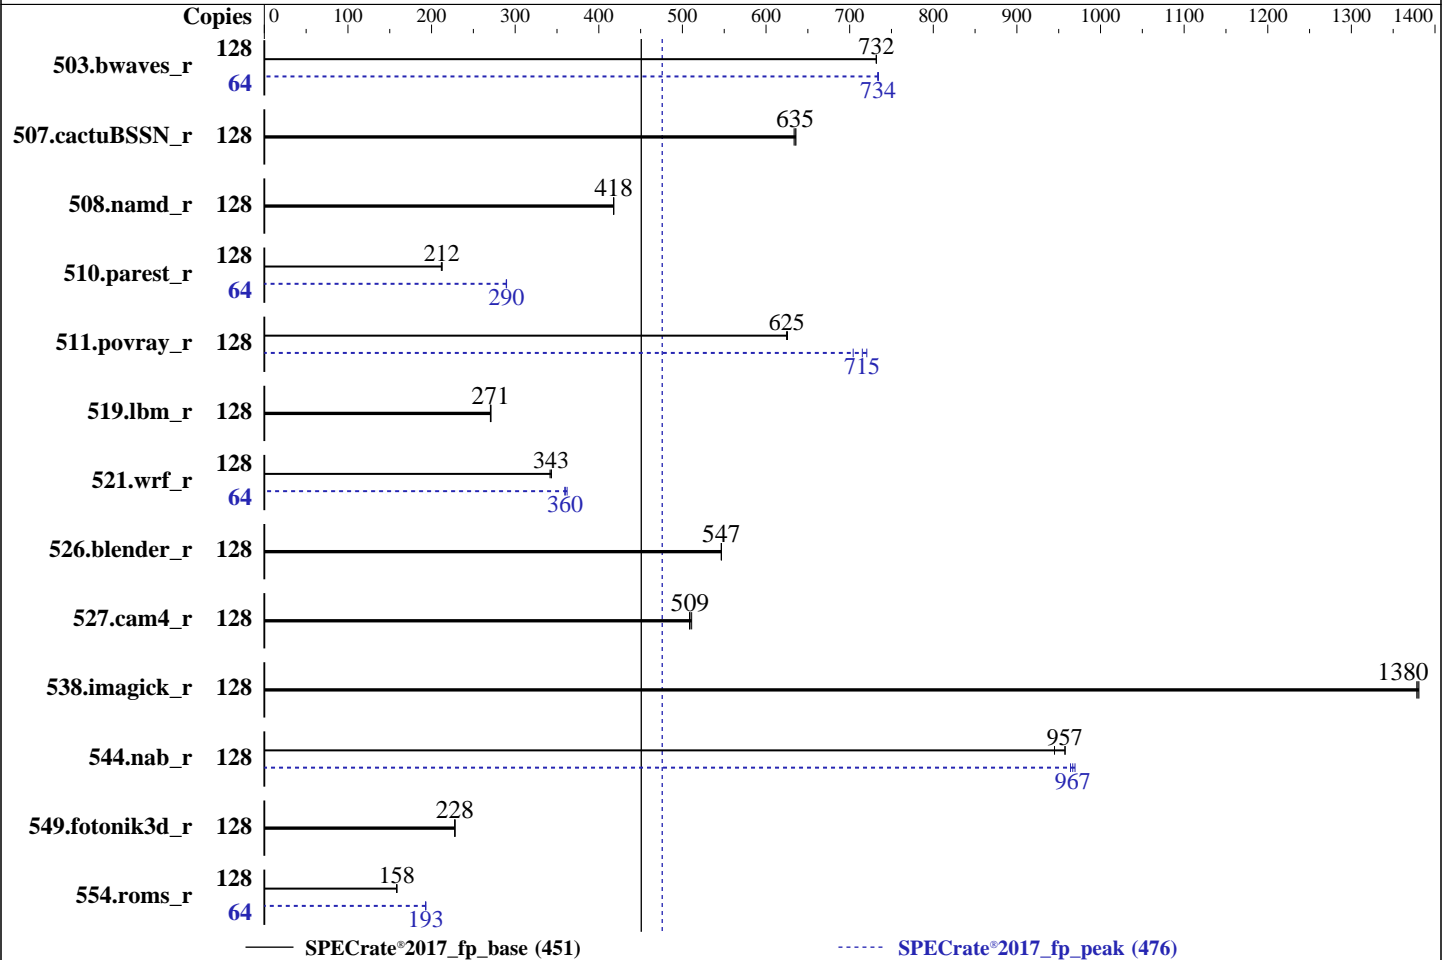 Copies 0 100 200 300 400 500 600 700 800 900 1000 1100 1200 1300 1400
503.bwaves_r 128 732
64 734
507.cactuBSSN_r 128 635
508.namd_r 128 418
510.parest_r 128 212
64 290
511.povray_r 128 625
715
519.lbm_r 128 271
521.wrf_r 128 343
64 360
526.blender_r 128 547
527.cam4_r 128 509
538.imagick_r 128 1380
544.nab_r 128 957
967
549.fotonik3d_r 128 228
554.roms_r 128 158
64 193
SPECrate®2017_fp_base (451) SPECrate®2017_fp_peak (476)